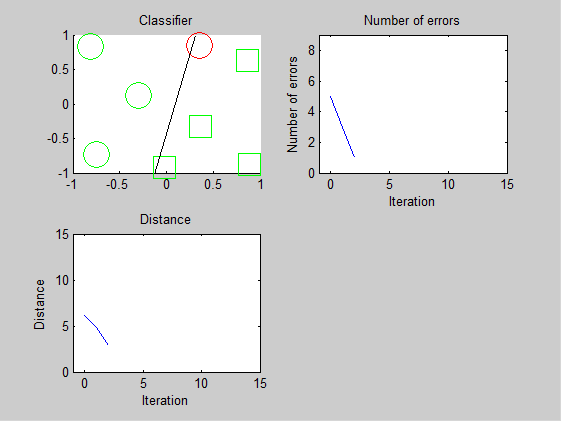 Classifier
1
0.5
0
-0.5
-1
-1 -0.5 0 0.5 1
Number of errors
Number of errors
8
6
4
2
0
0 5 10 15
Iteration
Distance
Distance
15
10
5
0
0 5 10 15
Iteration